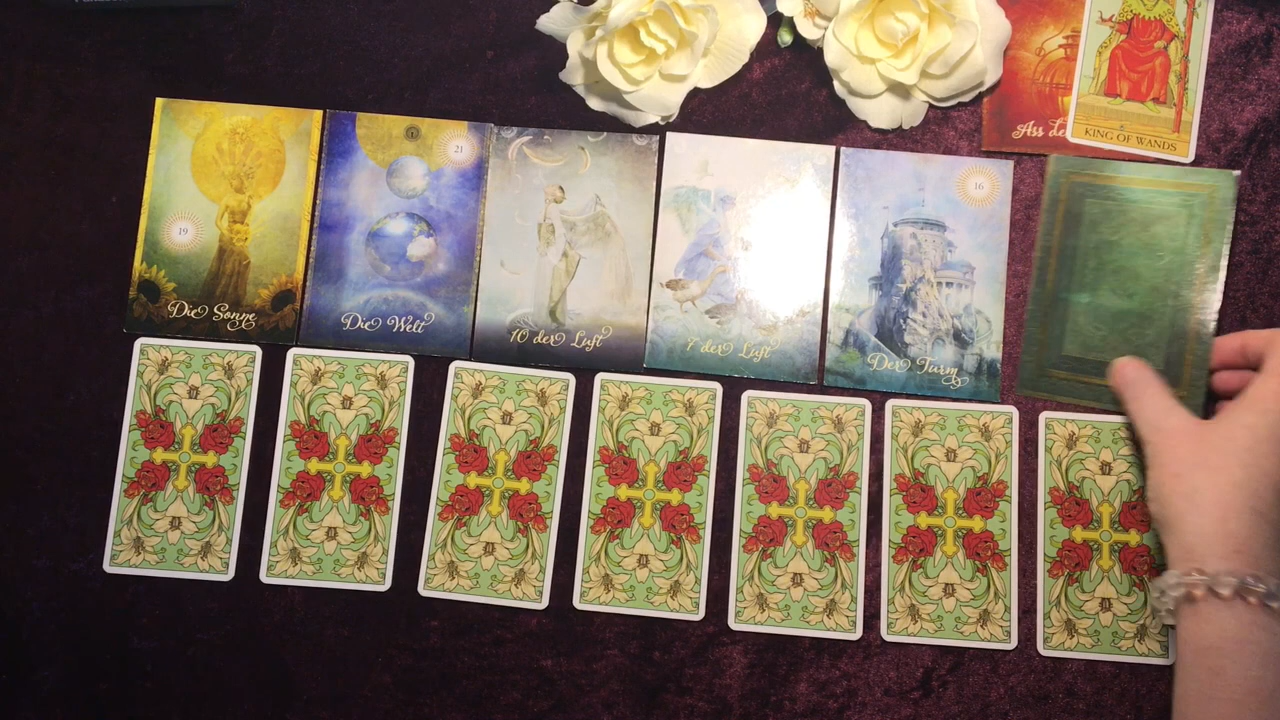 Ass de
KING OF WANDS
19
Die Sonne
1
21
Die Welt
10 der Luft
7 der Luft
16
Der Turm